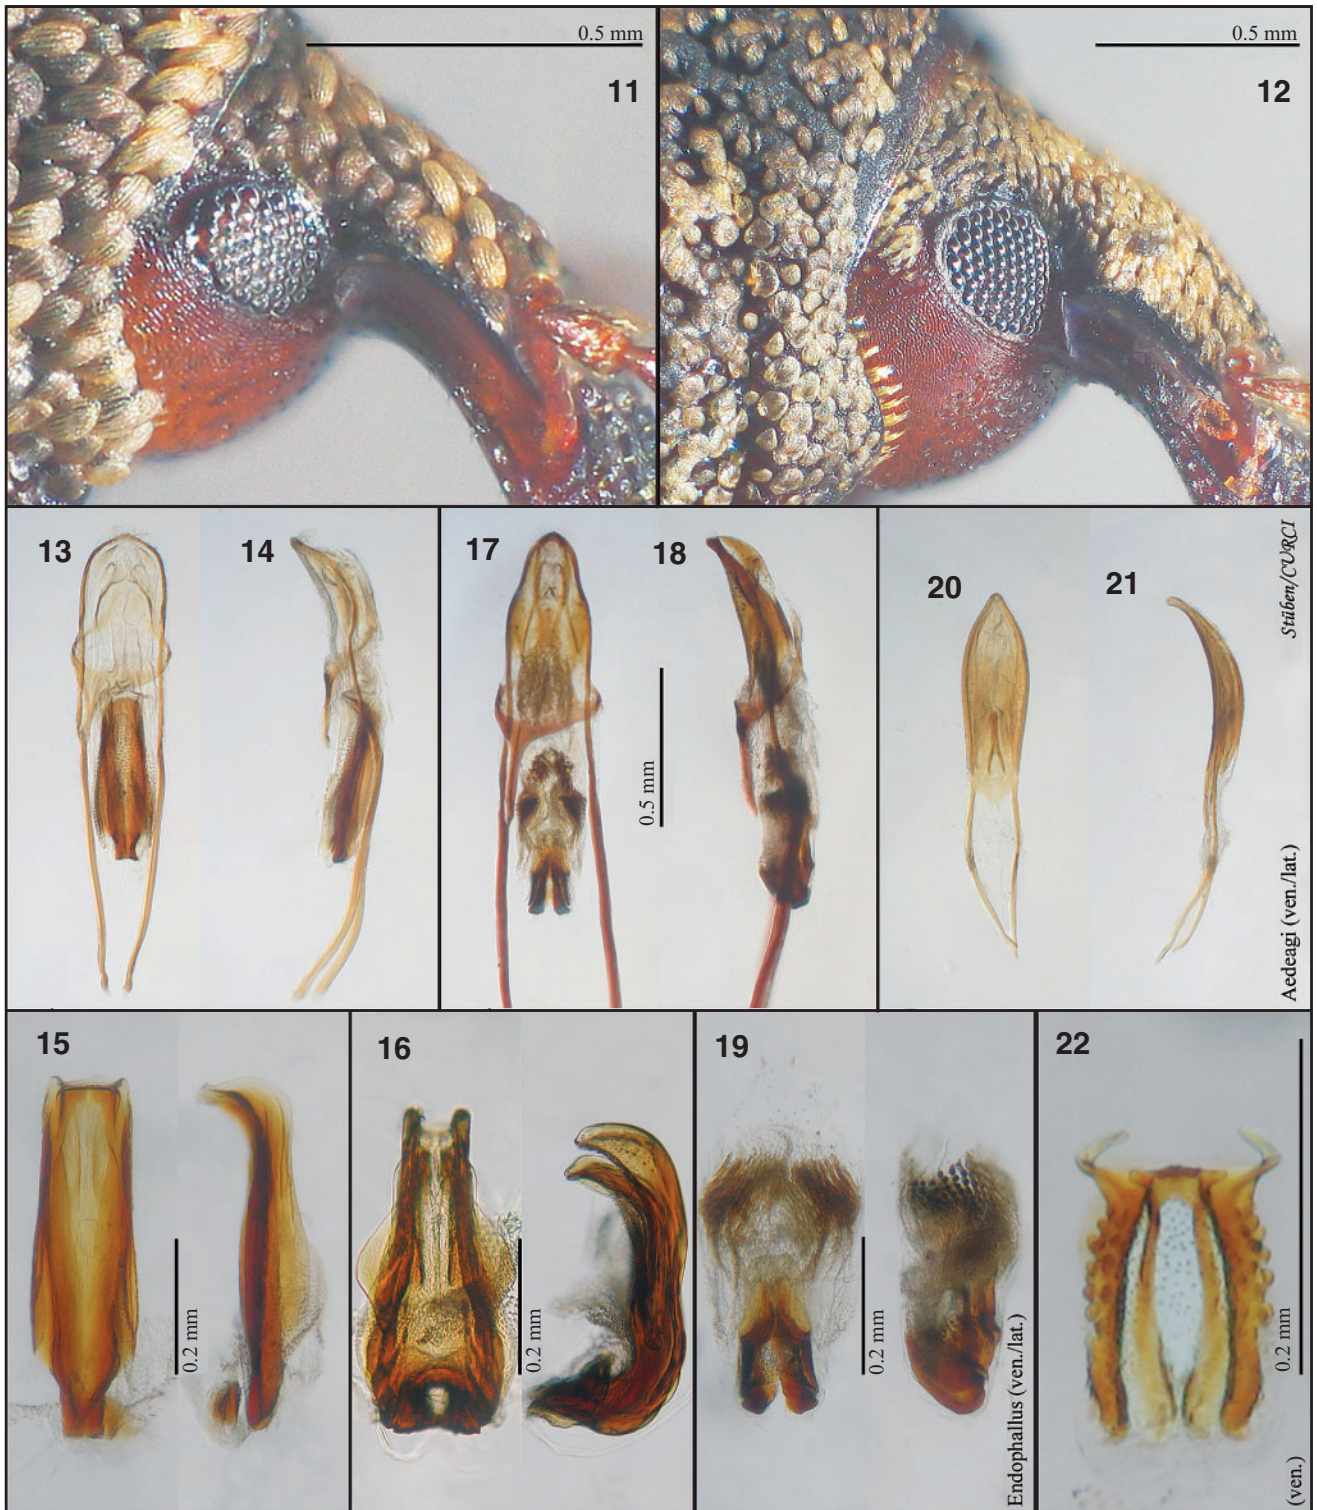 0.5 mm
11
0.5 mm
12
13
14
17
18
0.5 mm
20
21
Stüben/CURCI
Aedeagi (ven./lat.)
15
0.2 mm
16
0.2 mm
19
0.2 mm
Endophallus (ven./lat.)
22
0.2 mm
(ven.)